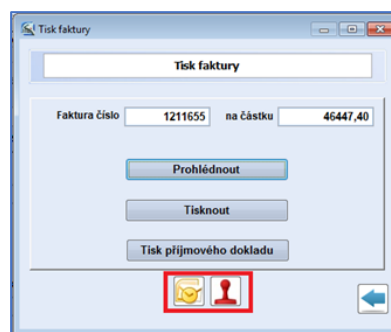 Tisk faktury
Tisk faktury
Faktura číslo 1211655 na částku 46447,40
Prohlédnout
Tisknout
Tisk příjmového dokladu